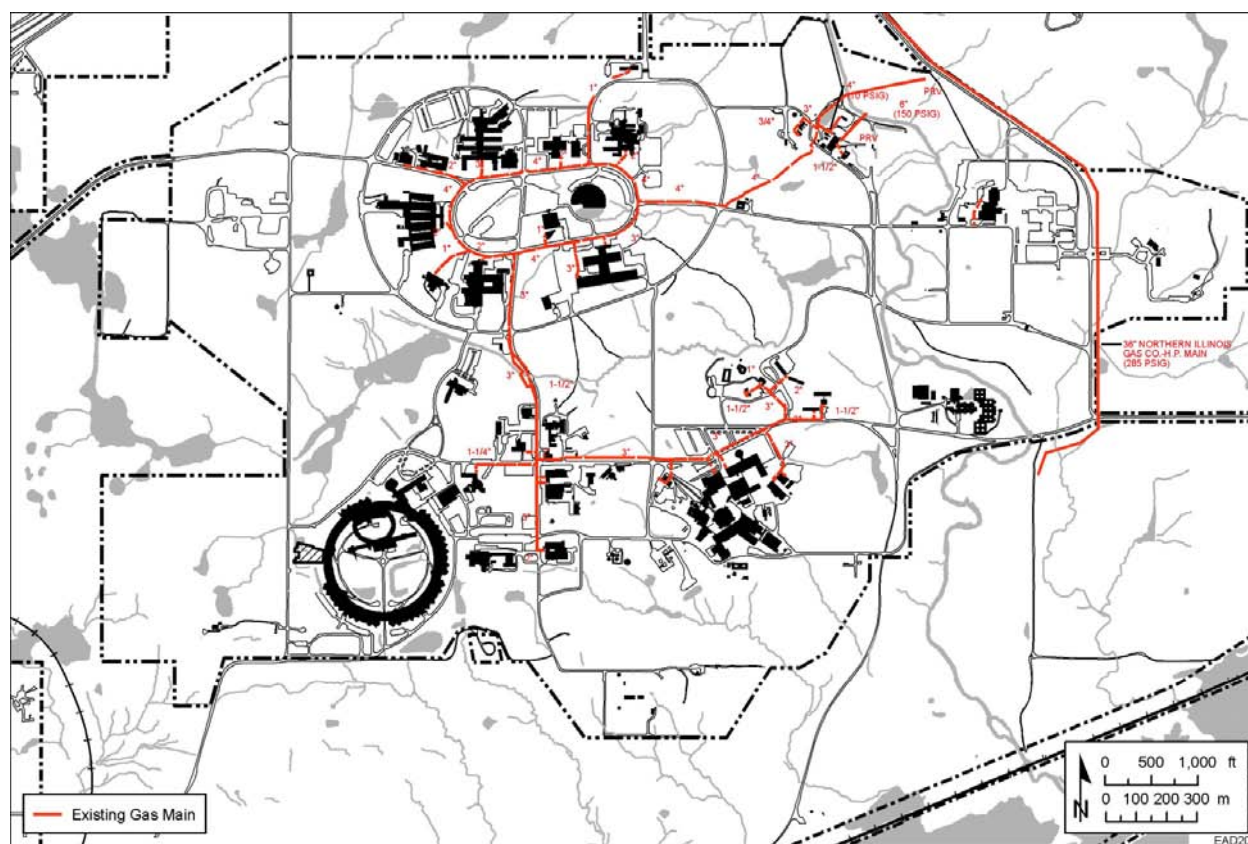 1"
4"
(10 PSIG)
PRV
3"
6"
(150 PSIG)
3/4"
PRV
1-1/2"
2"
4"
4"
4"
4"
1"
1"
2"
4"
3"
3"
3"
36" NORTHERN ILLINOIS
GAS CO.-H.P. MAIN
(285 PSIG)
3"
1-1/2"
1"
2"
1-1/2"
3"
1-1/2"
1-1/4"
3"
3"
Existing Gas Main
0 500 1,000 ft
0 100 200 300 m
N